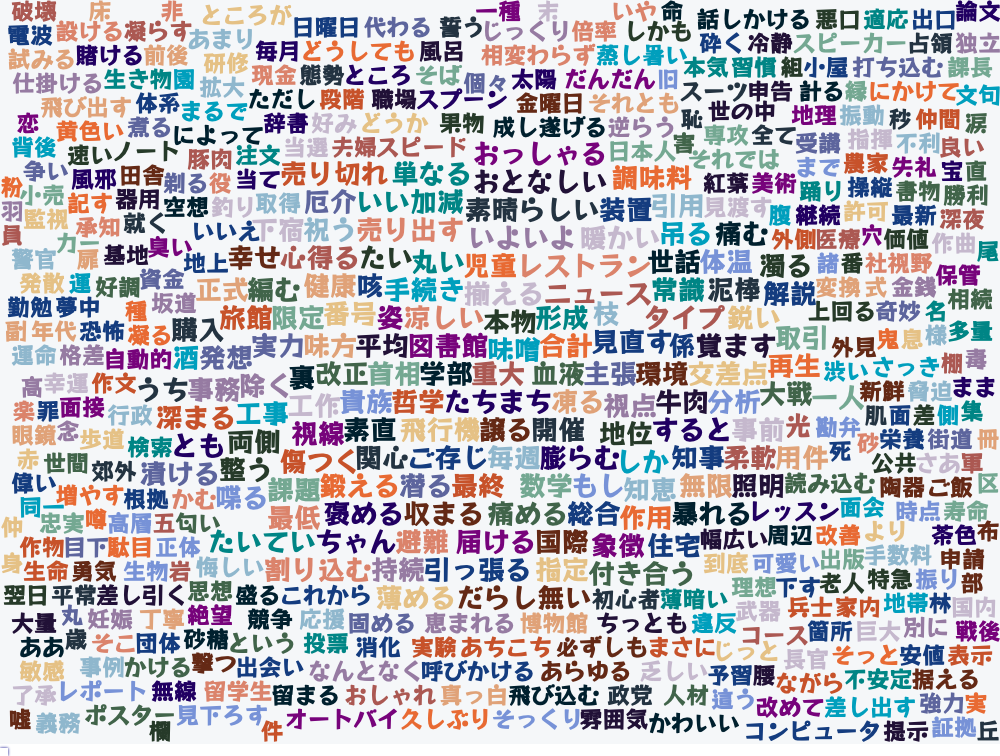 破壊 床 非 ところが 一種 末 いや 命 論文
電波 設ける 凝らす あまり 日曜日 代わる 誓う じっくり 倍率 しかも 話しかける 悪口 適応 出口
試みる 賭ける 前後 研修 毎月 どうしても 風呂 相変わらず 蒸し暑い 砕く 冷静 スピーカー 占領 独立
仕掛ける 生き物 園 拡大 現金 態勢 ところ そば 個々 太陽 だんだん 旧 本気 習慣 組 小屋 打ち込む 課長
飛び出す 体系 まるで ただし 段階 職場 スプーン 金曜日 それとも スーツ 申告 計る 縁 にかけて 文句
恋 黄色い 煮る によって 辞書 好み どうか 果物 成し遂げる 逆らう 恥 世の中 地理 振動 秒 仲間 涙
背後 速い ノート 豚肉 注文 当選 夫婦 スピード おっしゃる 日本人 害 専攻 それでは 全て 受講 指揮 不利 良い
争い 風邪 田舎 剃る 役 当て 売り切れ 単なる おとなしい 調味料 まで 農家 失礼 宝 直
粉 小売 記す 器用 空想 釣り 取得 厄介 いい加減 素晴らしい 装置 引用 見渡す 紅葉 美術 踊り 操縦 書物 勝利
羽 監視 承知 就く いいえ 下宿 祝う 売り出す いよいよ 暖かい 吊る 痛む 腹 継続 許可 最新 深夜
員 カー 扉 基地 臭い 地上 幸せ 心得る たい 丸い 児童 レストラン 世話 体温 濁る 外側 医療 穴 価値 作曲 尾
警官 発散 運 好調 資金 正式 編む 健康 咳 手続き 揃える ニュース 常識 泥棒 解説 諸 番 社 視野 変換 式 金銭 保管
勤勉 夢中 種 坂道 旅館 限定 番号 姿 涼しい 本物 形成 枝 タイプ 鋭い 上回る 奇妙 名 相続
副 年代 恐怖 凝る 購入 実力 味方 平均 図書館 味噌 合計 見直す 係 覚ます 取引 外見 鬼 息 様 多量
運命 格差 自動的 酒 発想 裏 改正 首相 学部 重大 血液 主張 環境 交差点 再生 渋い さっき 棚 毒
高 幸運 作文 うち 事務 除く 工作 貴族 哲学 たちまち 凍る 視点 牛肉 分析 大戦 一人 新鮮 脅迫 まま
楽 罪 面接 行政 深まる 工事 視線 素直 飛行機 譲る 開催 地位 すると 事前 光 勘弁 肌 面 差 側 集
眼鏡 念 歩道 検索 とも 両側 傷つく 関心 ご存じ 毎週 膨らむ しか 知事 柔軟 用件 死 砂 栄養 街道 冊
赤 世間 郊外 漬ける 整う 課題 鍛える 潜る 最終 数学 もし 知恵 無限 照明 読み込む 公共 さあ 軍
偉い 増やす 根拠 かむ 喋る 最低 褒める 収まる 痛める 総合 作用 暴れる レッスン 面会 陶器 ご飯 区
同一 忠実 噂 高層 五 匂い たいてい ちゃん 避難 届ける 国際 象徴 住宅 幅広い 周辺 改善 より 時点 寿命
仲 作物 目下 駄目 正体 悔しい 割り込む 持続 引っ張る 指定 付き合う 到底 可愛い 出版 手数料 茶色 布
身 生命 勇気 生物 岩 思想 盛る これから 薄める だらし無い 初心者 薄暗い 理想 下す 老人 特急 振り 申請 部
翌日 平常 差し引く 絶望 競争 応援 固める 恵まれる 博物館 ちっとも 違反 武器 兵士 家内 地帯 林 国内
大量 丸 妊娠 丁寧 砂糖 という 投票 消化 実験 あちこち 必ずしも まさに コース 箇所 巨大 別に 戦後
ああ 歳 そこ 団体 撃つ 出会い なんとなく 呼びかける あらゆる 乏しい じっと 長官 そっと 安値 表示
敏感 事例 かける 留学生 留まる おしゃれ 真っ白 飛び込む 政党 人材 予習 腰 ながら 不安定 据える
了承 レポート 無線 見下ろす オートバイ 久しぶり そっくり 雰囲気 かわいい 違う 改めて 差し出す 強力 実
嘘 義務 ポスター 欄 件 コンピュータ 提示 証拠 丘